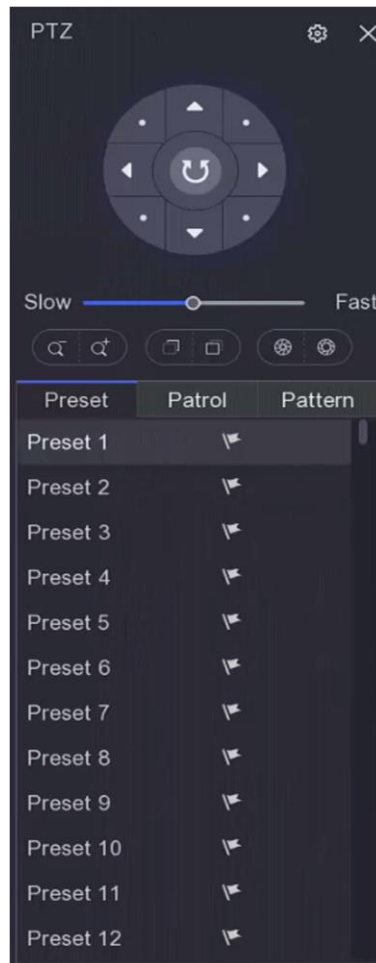 PTZ
Slow Fast
Preset Patrol Pattern
Preset 1
Preset 2
Preset 3
Preset 4
Preset 5
Preset 6
Preset 7
Preset 8
Preset 9
Preset 10
Preset 11
Preset 12